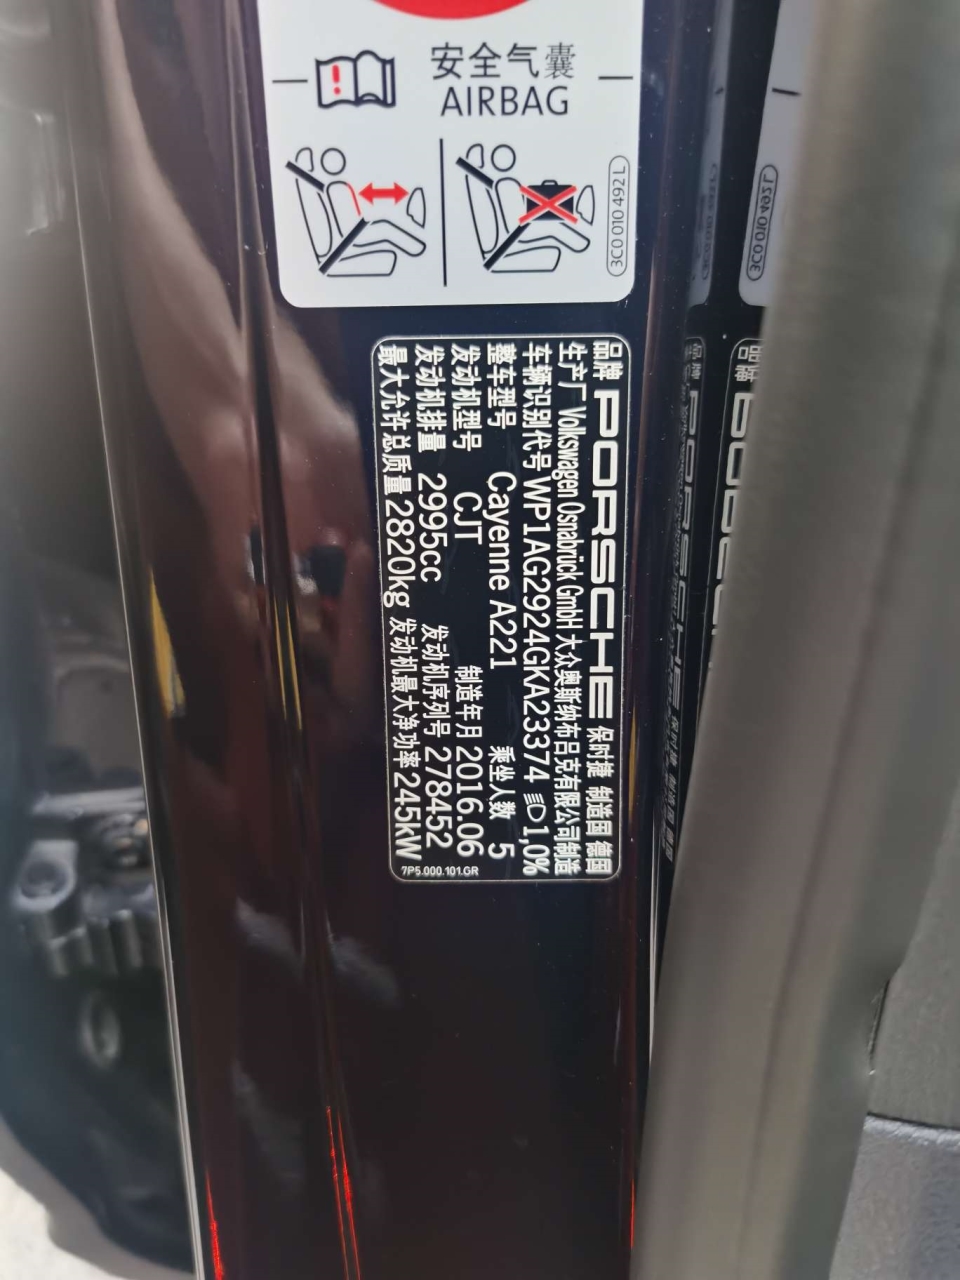 安全气囊
AIRBAG
3C0 010 492 L
品牌 PORSCHE 保时捷 制造国 德国
生产厂 Volkswagen Osnabrück GmbH 大众奥斯纳布吕克有限公司制造
车辆识别代号 WP1AG2924GKA23374 1,0%
整车型号 Cayenne A221 乘坐人数 5
发动机型号 CJT 制造年月 2016.06
发动机排量 2995cc 发动机序列号 278452
最大允许总质量 2820kg 发动机最大净功率 245kW
7P5.000.101.GR